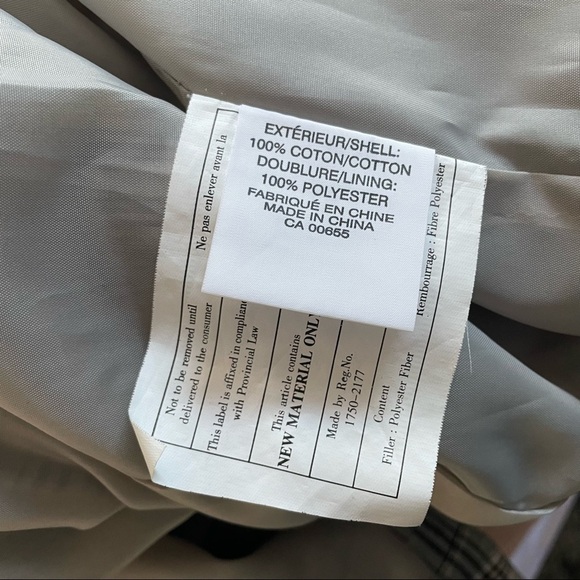 EXTÉRIEUR/SHELL:
100% COTON/COTTON
DOUBLURE/LINING:
100% POLYESTER
FABRIQUÉ EN CHINE
MADE IN CHINA
CA 00655
Ne pas enlever avant la
Not to be removed until
delivered to the consumer
This label is affixed in complianc
with Provincial Law
This article contains
NEW MATERIAL ONLY
Made by Reg.No.
1750-2177
Content
Filler : Polyester Fiber
Rembourrage : Fibre Polyester